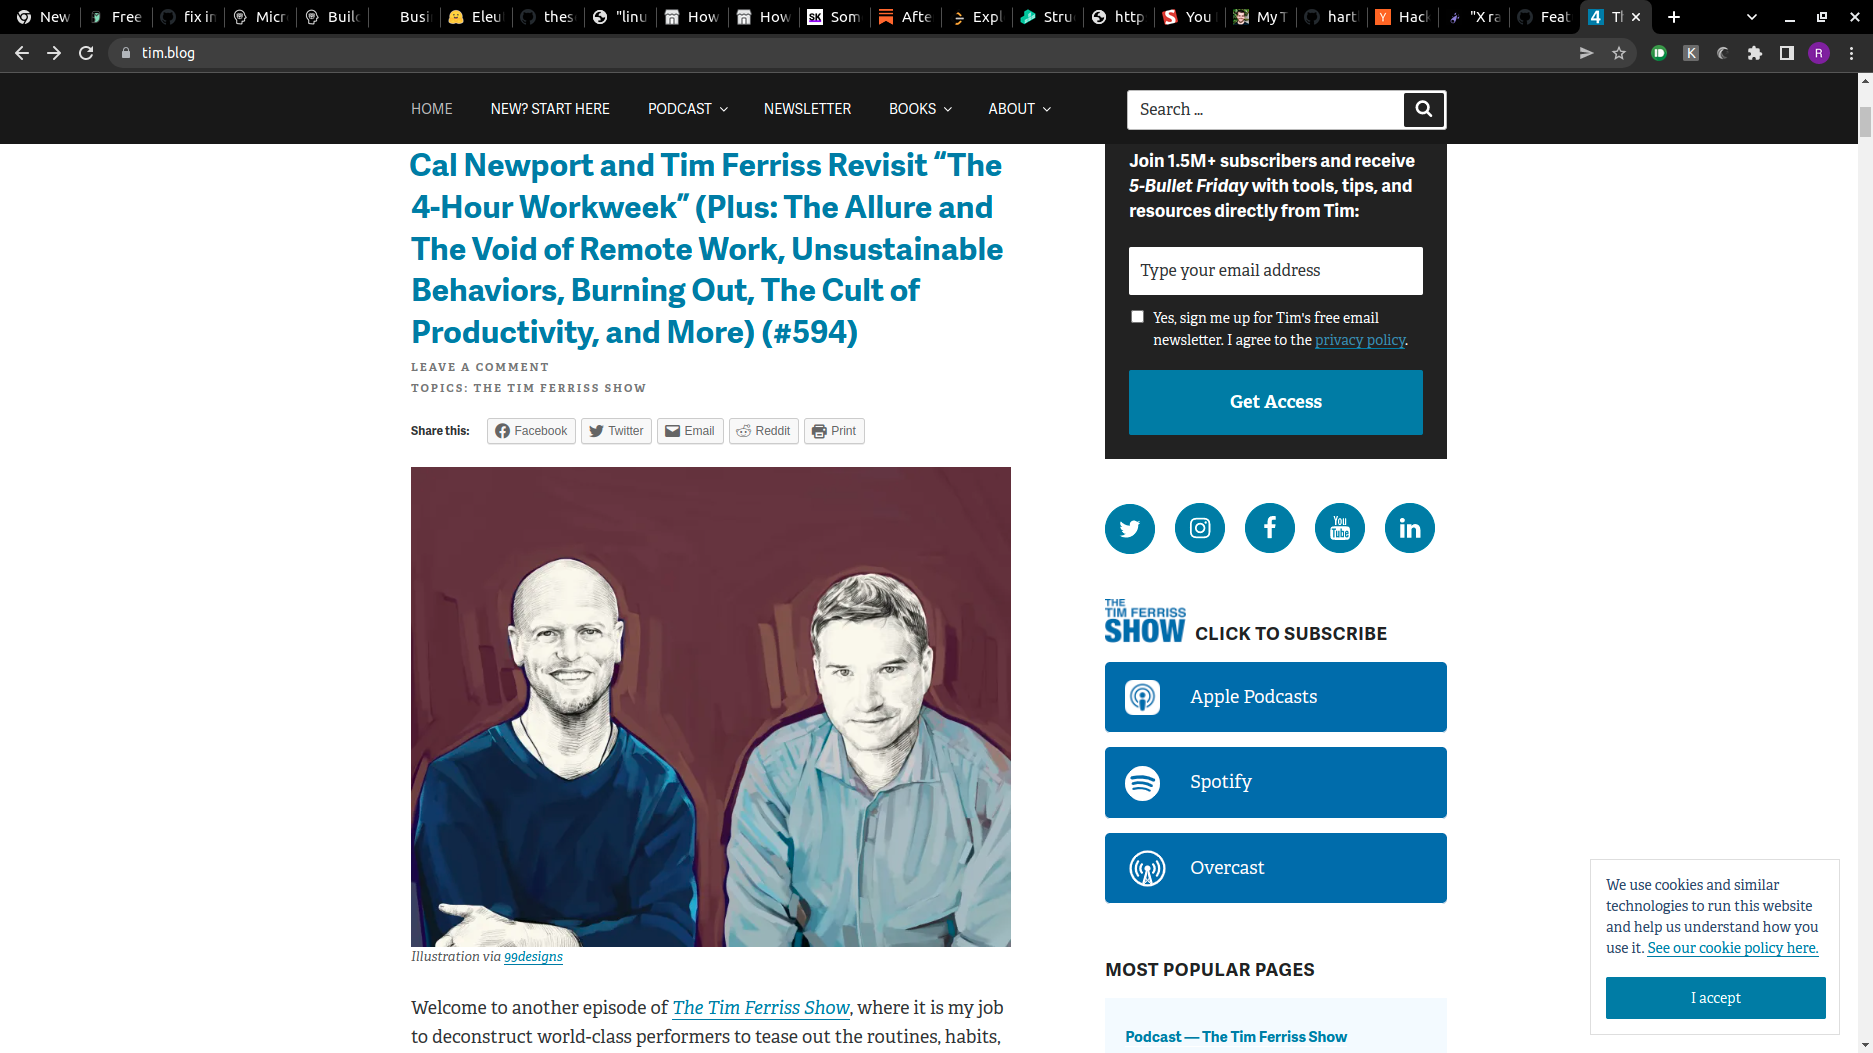 New
Free
fix in
Micr
Build
Busi
Eleu
thes
"linu
How
How
Som
Afte
Expl
Stru
http
You
My T
hart
Hack
"X ra
Feat
tim.blog
HOME
NEW? START HERE
PODCAST
NEWSLETTER
BOOKS
ABOUT
Search ...
Cal Newport and Tim Ferriss Revisit “The
4-Hour Workweek” (Plus: The Allure and
The Void of Remote Work, Unsustainable
Behaviors, Burning Out, The Cult of
Productivity, and More) (#594)
LEAVE A COMMENT
TOPICS: THE TIM FERRISS SHOW
Share this:
Facebook
Twitter
Email
Reddit
Print
Illustration via 99designs
Welcome to another episode of The Tim Ferriss Show, where it is my job
to deconstruct world-class performers to tease out the routines, habits,
Join 1.5M+ subscribers and receive
5-Bullet Friday with tools, tips, and
resources directly from Tim:
Type your email address
Yes, sign me up for Tim's free email
newsletter. I agree to the privacy policy.
Get Access
You
Tube
in
THE
TIM FERRISS
SHOW
CLICK TO SUBSCRIBE
Apple Podcasts
Spotify
Overcast
MOST POPULAR PAGES
Podcast — The Tim Ferriss Show
We use cookies and similar
technologies to run this website
and help us understand how you
use it. See our cookie policy here.
I accept